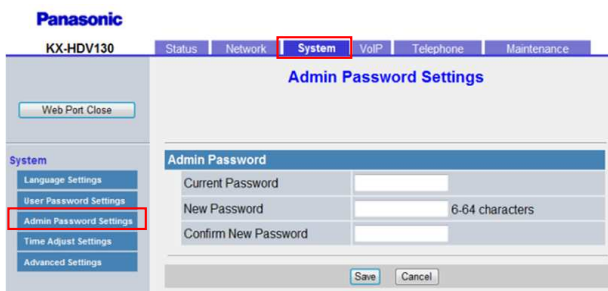 Panasonic
KX-HDV130
Status Network System VoIP Telephone Maintenance
Admin Password Settings
Web Port Close
System
Language Settings
User Password Settings
Admin Password Settings
Time Adjust Settings
Advanced Settings
Admin Password
Current Password
New Password 6-64 characters
Confirm New Password
Save Cancel